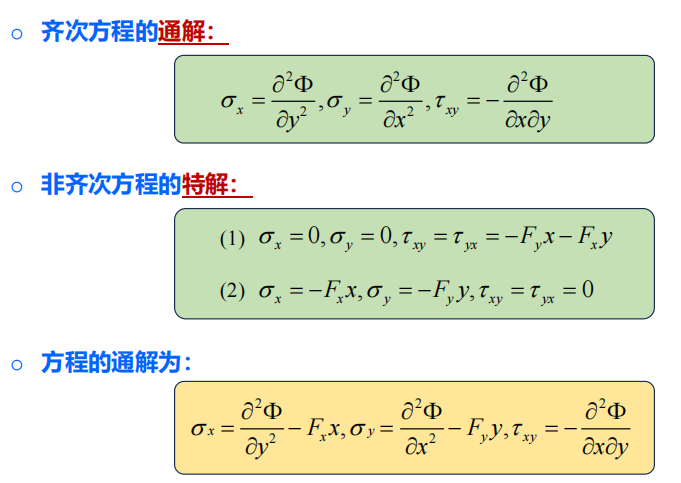 ○ 齐次方程的通解：
σ_x = ∂²Φ/∂y², σ_y = ∂²Φ/∂x², τ_xy = −∂²Φ/∂x∂y
○ 非齐次方程的特解：
(1) σ_x = 0, σ_y = 0, τ_xy = τ_yx = −F_y x − F_x y
(2) σ_x = −F_x x, σ_y = −F_y y, τ_xy = τ_yx = 0
○ 方程的通解为：
σ_x = ∂²Φ/∂y² − F_x x, σ_y = ∂²Φ/∂x² − F_y y, τ_xy = −∂²Φ/∂x∂y